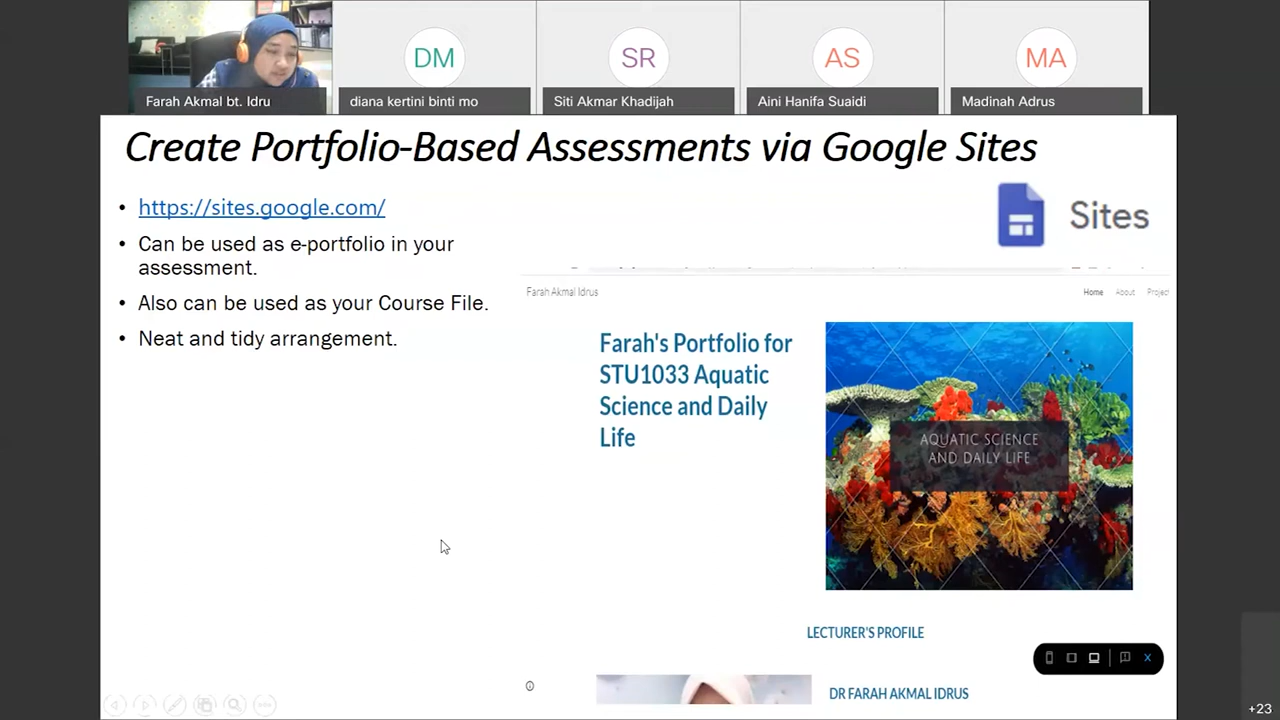 DM
SR
AS
MA
Farah Akmal bt. Idru
diana kertini binti mo
Siti Akmar Khadijah
Aini Hanifa Suaidi
Madinah Adrus
Create Portfolio-Based Assessments via Google Sites
• https://sites.google.com/
• Can be used as e-portfolio in your
assessment.
• Also can be used as your Course File.
• Neat and tidy arrangement.
Sites
Farah Akmal Idrus
Home About Project
Farah's Portfolio for
STU1033 Aquatic
Science and Daily
Life
AQUATIC SCIENCE
AND DAILY LIFE
LECTURER'S PROFILE
DR FARAH AKMAL IDRUS
+23